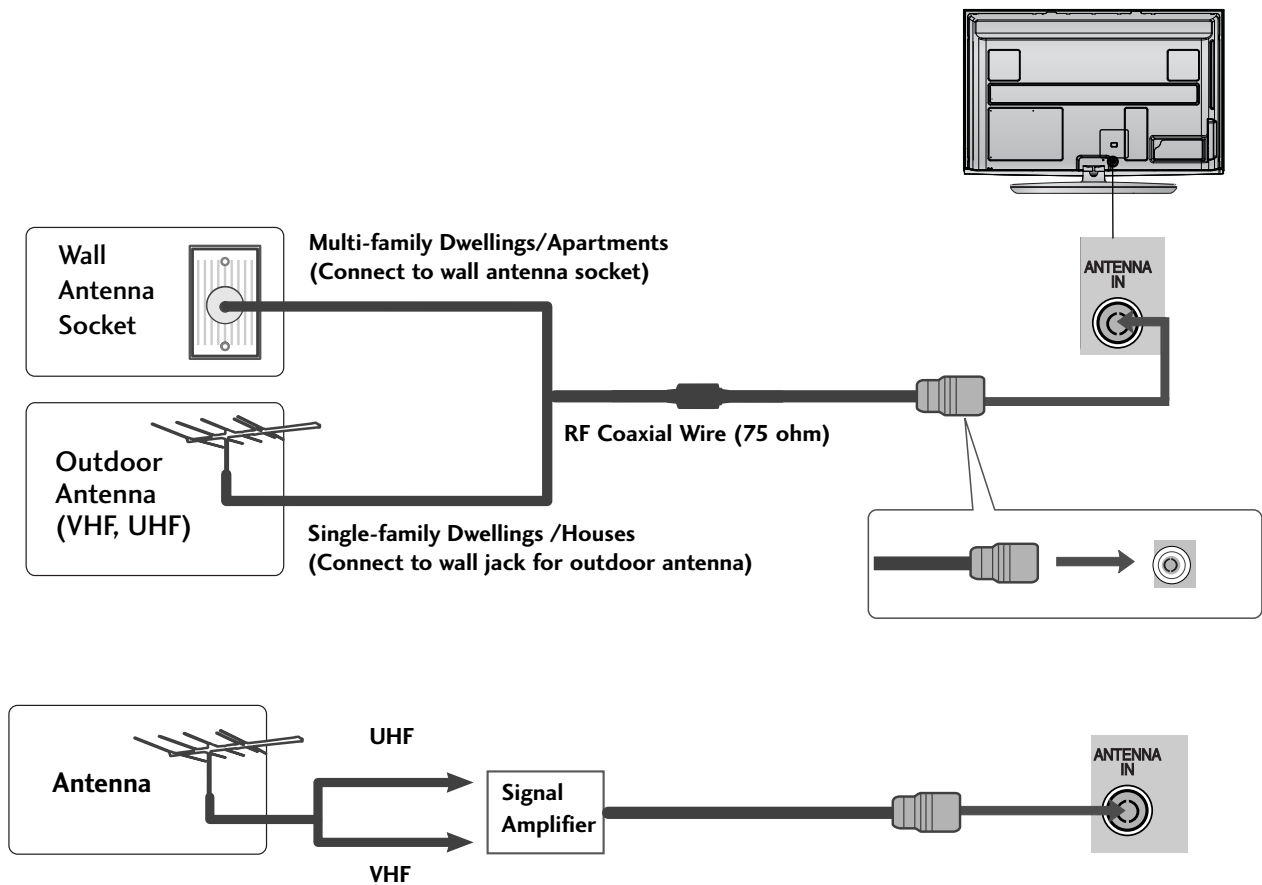 Wall
Antenna
Socket
Multi-family Dwellings/Apartments
(Connect to wall antenna socket)
ANTENNA
IN
RF Coaxial Wire (75 ohm)
Outdoor
Antenna
(VHF, UHF)
Single-family Dwellings /Houses
(Connect to wall jack for outdoor antenna)
Antenna
UHF
VHF
Signal
Amplifier
ANTENNA
IN